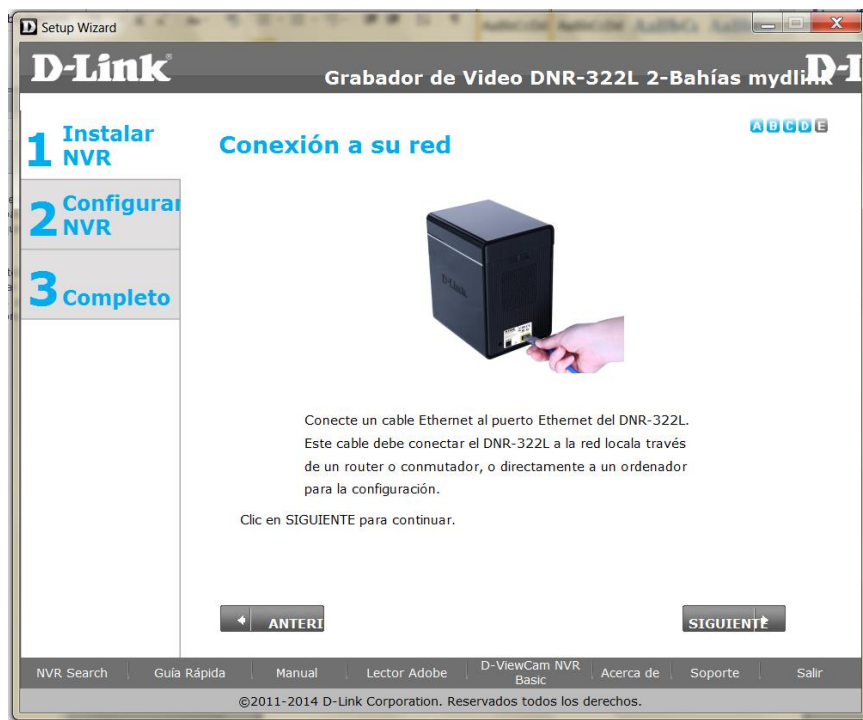 Setup Wizard
D-Link
Grabador de Video DNR-322L 2-Bahías mydlink
D-L
1 Instalar
NVR
2 Configurar
NVR
3 Completo
A B C D E
Conexión a su red
D-Link
Conecte un cable Ethernet al puerto Ethernet del DNR-322L.
Este cable debe conectar el DNR-322L a la red locala través
de un router o conmutador, o directamente a un ordenador
para la configuración.
Clic en SIGUIENTE para continuar.
ANTERI
SIGUIENTE
NVR Search
Guía Rápida
Manual
Lector Adobe
D-ViewCam NVR
Basic
Acerca de
Soporte
Salir
©2011-2014 D-Link Corporation. Reservados todos los derechos.